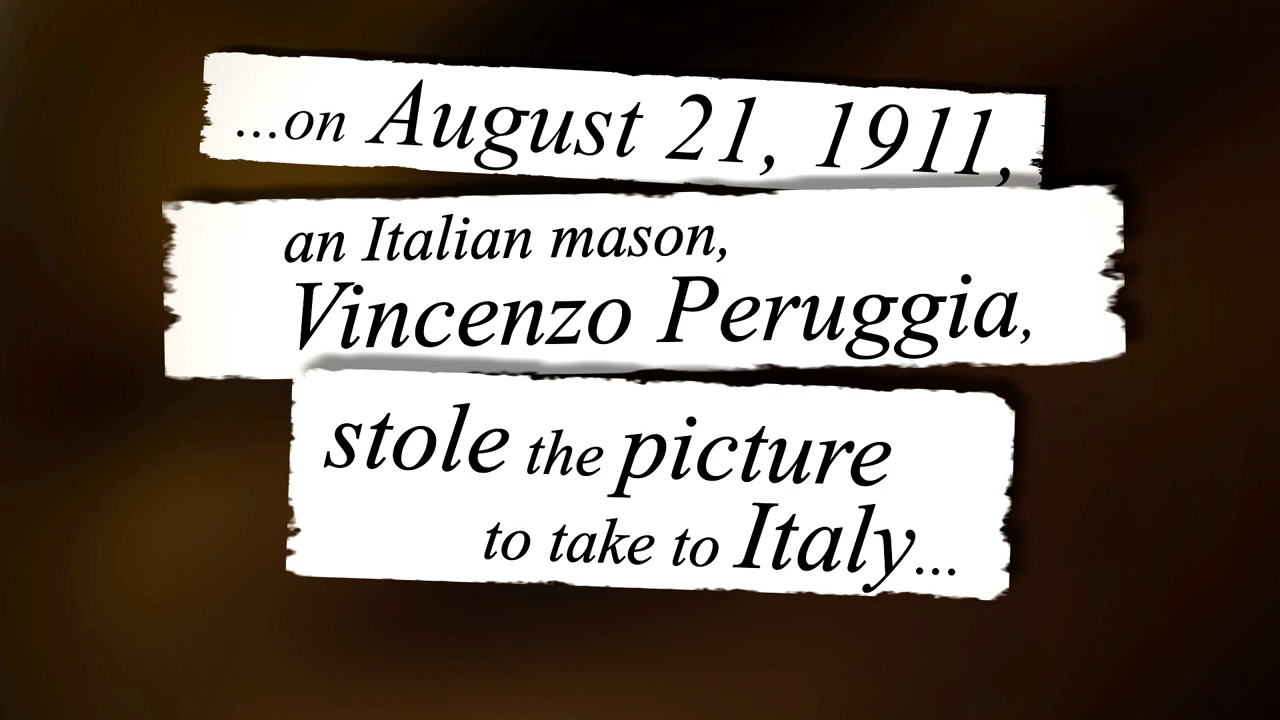 ...on August 21, 1911,
an Italian mason,
Vincenzo Peruggia,
stole the picture
to take to Italy...